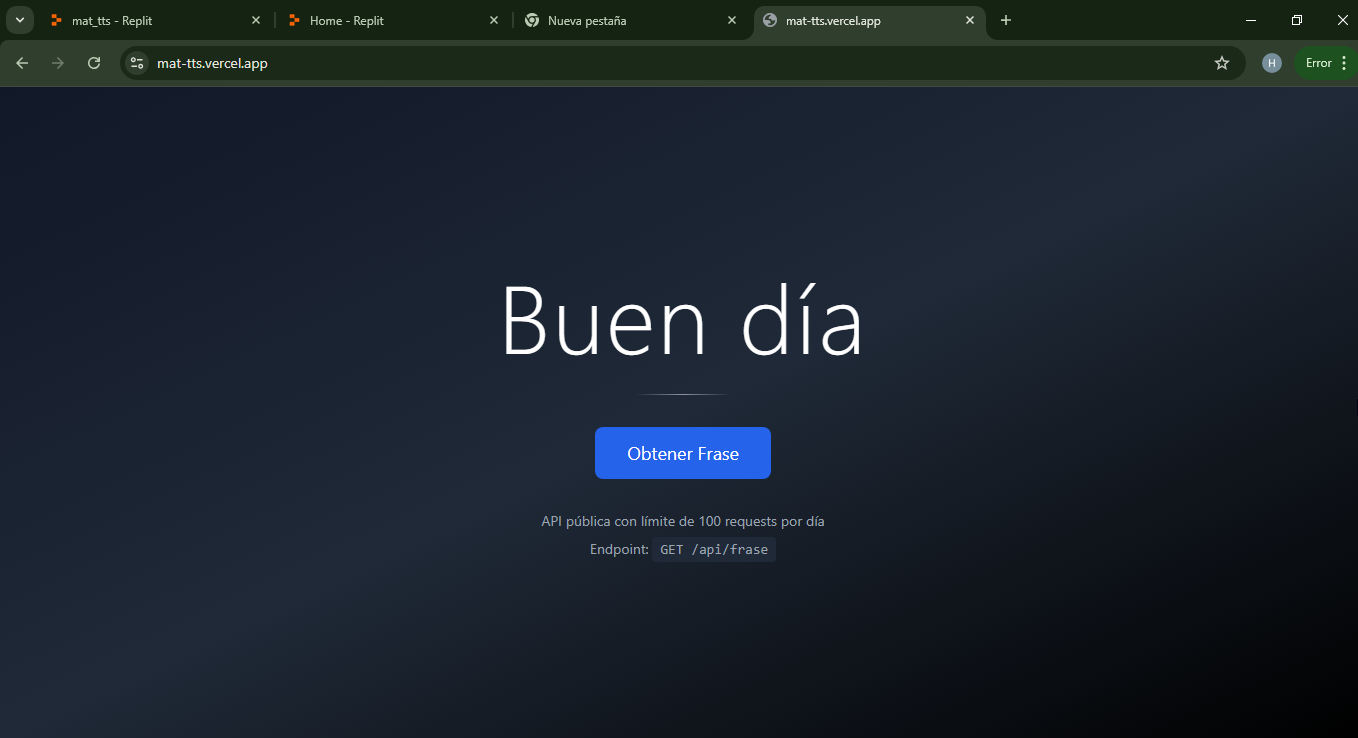 mat_tts - Replit
Home - Replit
Nueva pestaña
mat-tts.vercel.app
mat-tts.vercel.app
H
Error
Buen día
Obtener Frase
API pública con límite de 100 requests por día
Endpoint: GET /api/frase